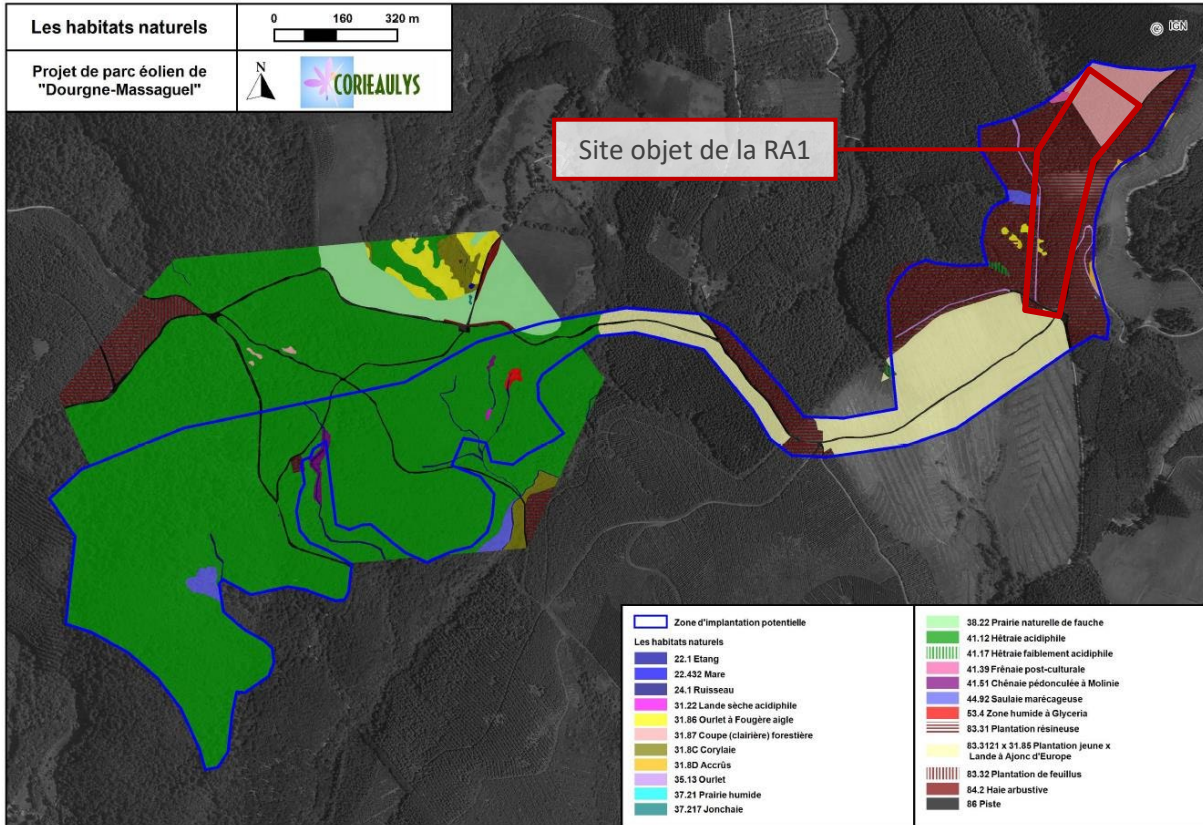 Les habitats naturels
0 160 320 m
Projet de parc éolien de
"Dourgne-Massaguel"
N
CORIEAULYS
© IGN
Site objet de la RA1
Zone d'implantation potentielle
Les habitats naturels
22.1 Etang
22.432 Mare
24.1 Ruisseau
31.22 Lande sèche acidiphile
31.86 Ourlet à Fougère aigle
31.87 Coupe (clairière) forestière
31.8C Corylaie
31.8D Accrûs
35.13 Ourlet
37.21 Prairie humide
37.217 Jonchaie
38.22 Prairie naturelle de fauche
41.12 Hêtraie acidiphile
41.17 Hêtraie faiblement acidiphile
41.39 Frênaie post-culturale
41.51 Chênaie pédonculée à Molinie
44.92 Saulaie marécageuse
53.4 Zone humide à Glyceria
83.31 Plantation résineuse
83.3121 x 31.85 Plantation jeune x
Lande à Ajonc d'Europe
83.32 Plantation de feuillus
84.2 Haie arbustive
86 Piste